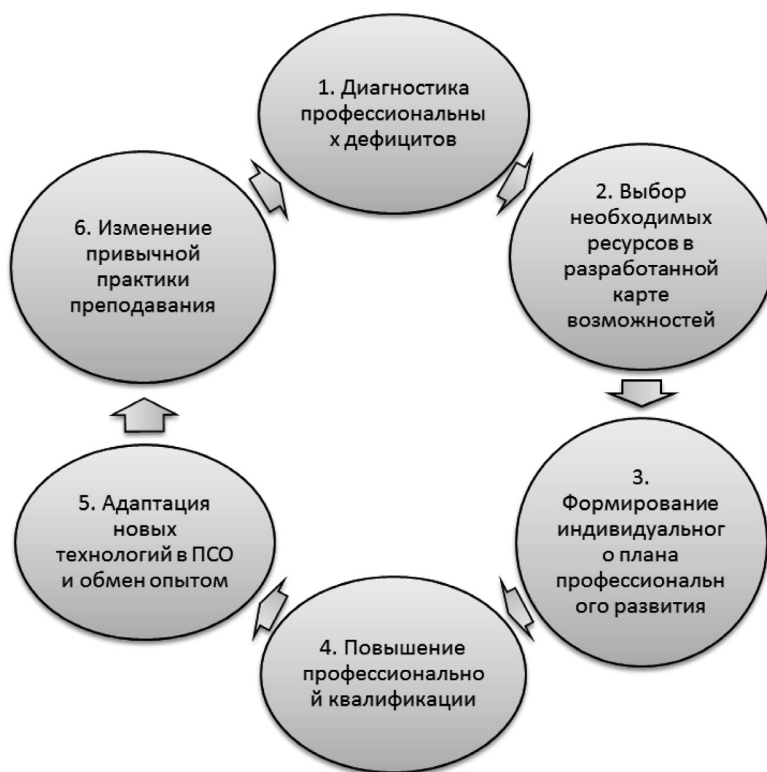 1. Диагностика
профессиональны
х дефицитов
2. Выбор
необходимых
ресурсов в
разработанной
карте
возможностей
3.
Формирование
индивидуальног
о плана
профессиональн
ого развития
4. Повышение
профессионально
й квалификации
5. Адаптация
новых
технологий в ПСО
и обмен опытом
6. Изменение
привычной
практики
преподавания